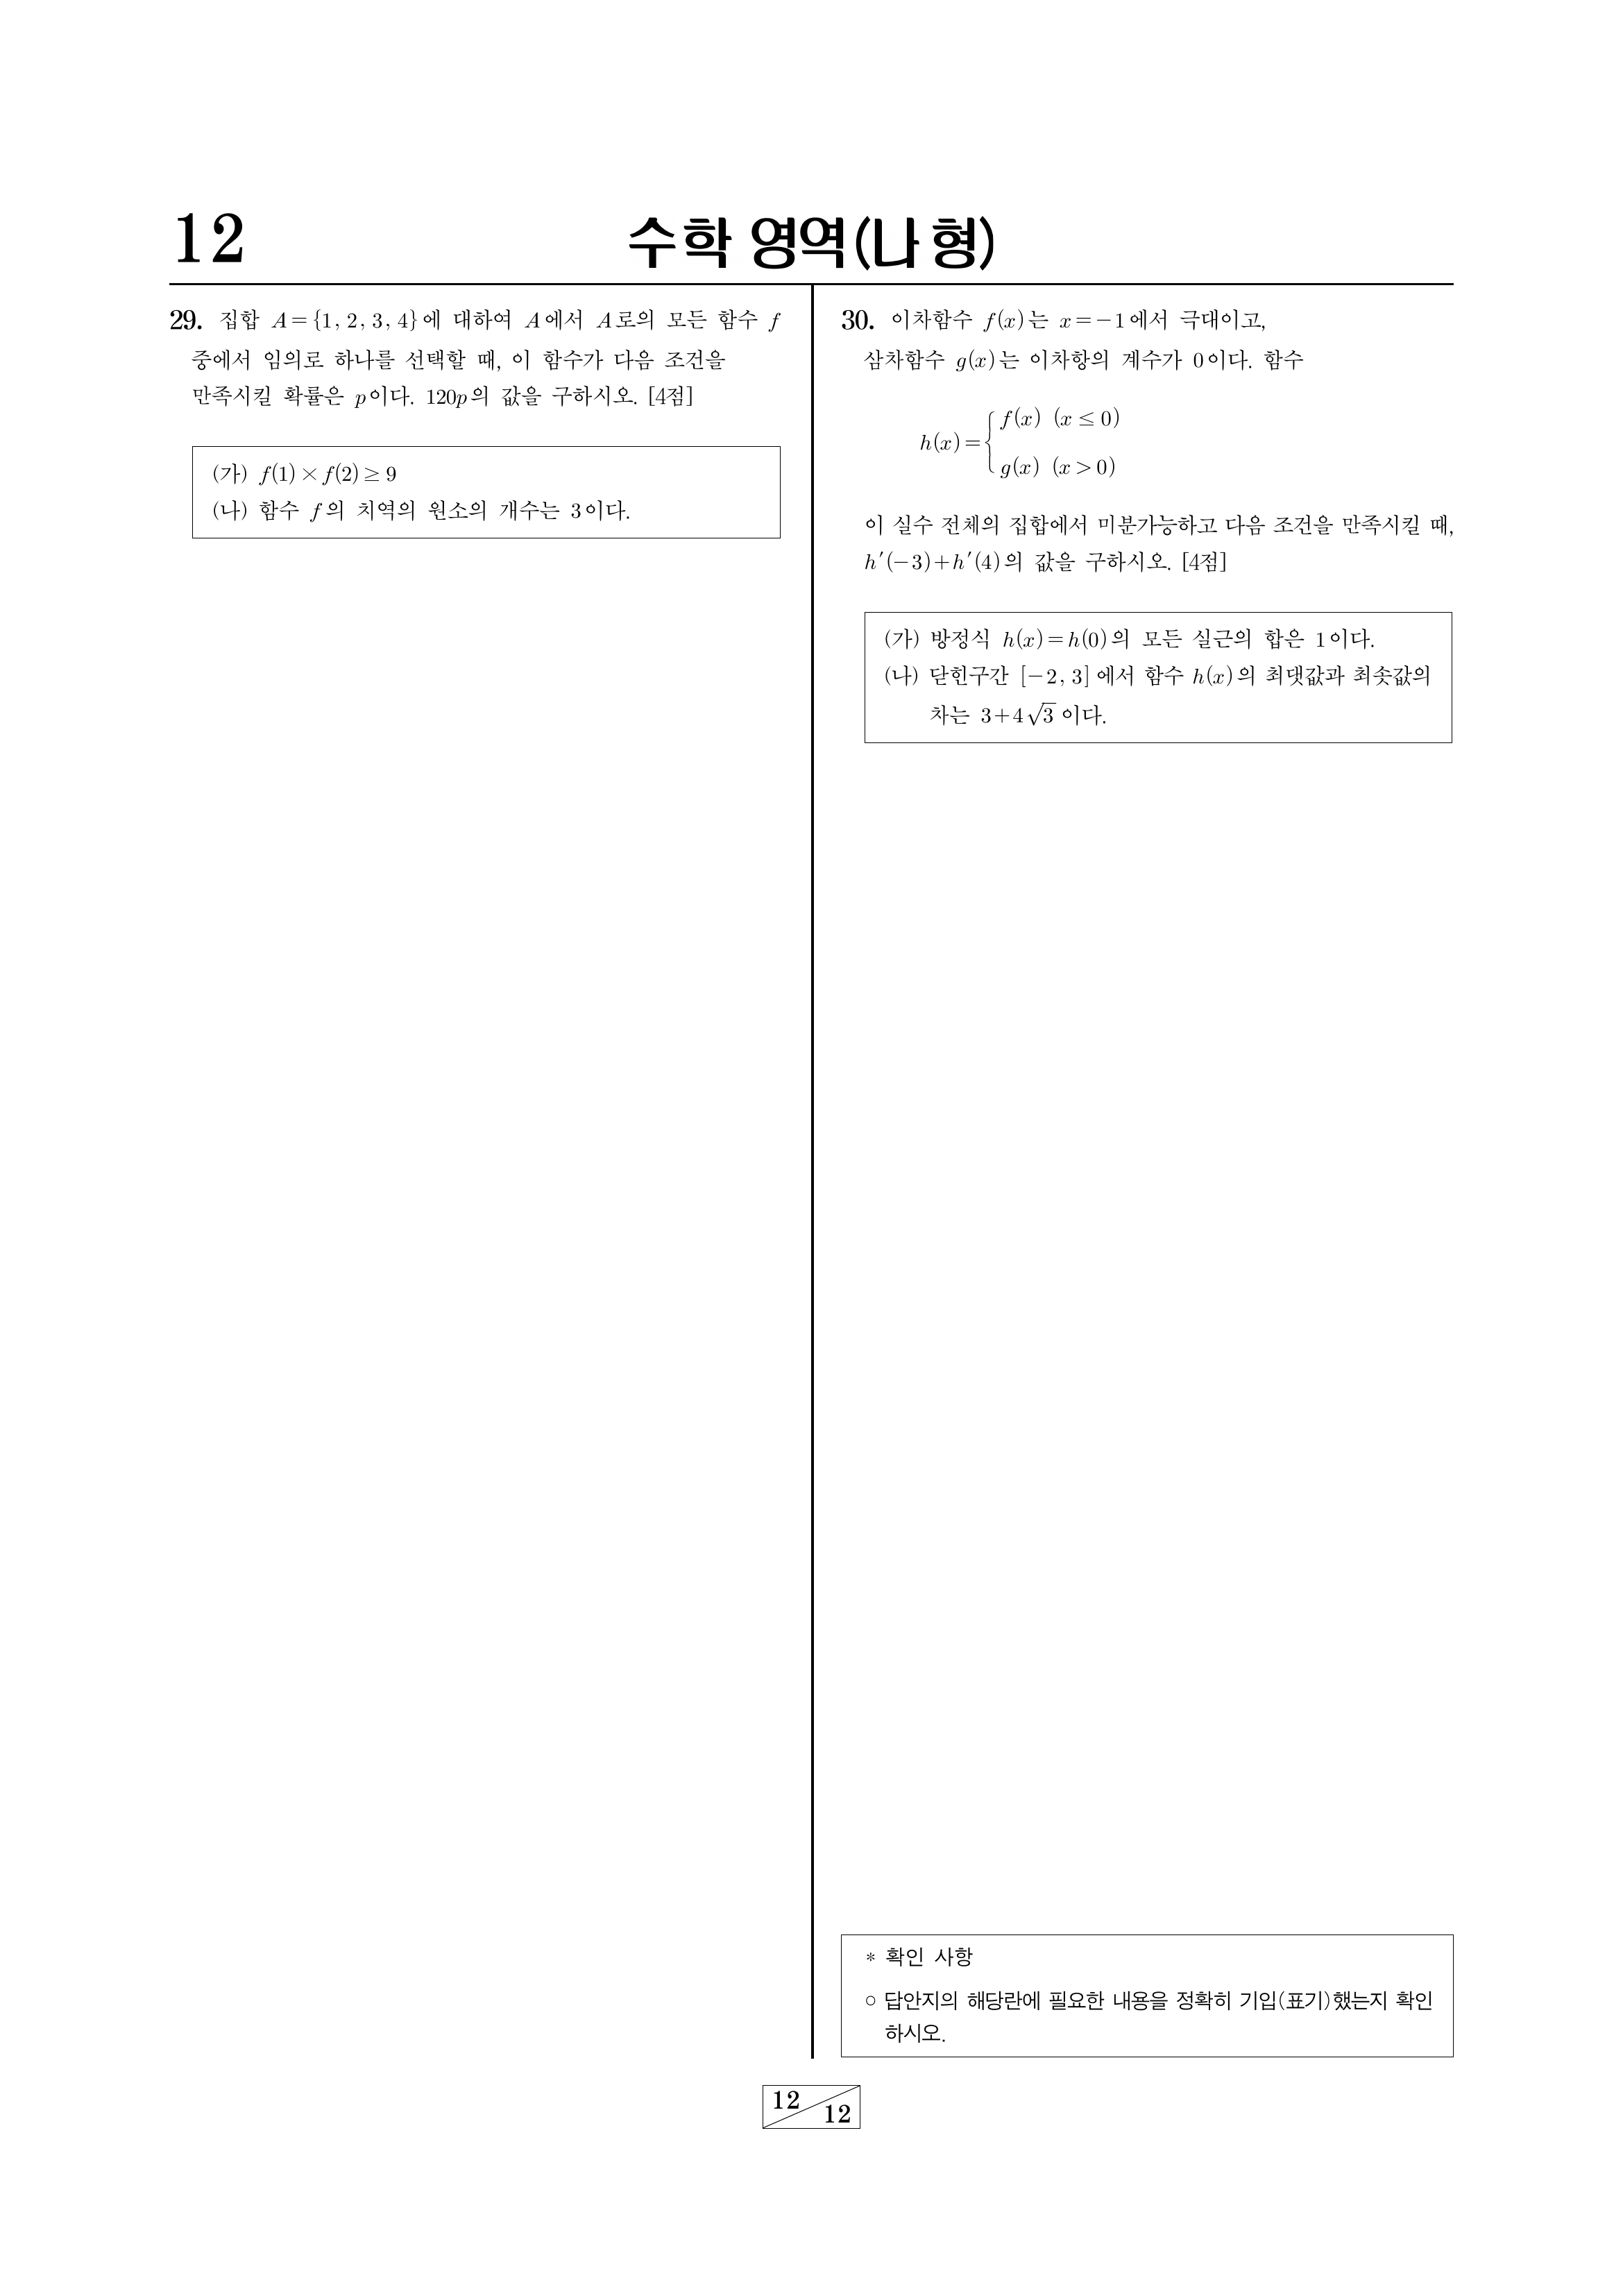 12
수학 영역(나 형)
29. 집합 A={1, 2, 3, 4}에 대하여 A에서 A로의 모든 함수 f
중에서 임의로 하나를 선택할 때, 이 함수가 다음 조건을
만족시킬 확률은 p이다. 120p의 값을 구하시오. [4점]
(가) f(1)×f(2)≥9
(나) 함수 f의 치역의 원소의 개수는 3이다.
30. 이차함수 f(x)는 x=−1에서 극대이고,
삼차함수 g(x)는 이차항의 계수가 0이다. 함수
h(x)={ f(x) (x≤0)
g(x) (x>0)
이 실수 전체의 집합에서 미분가능하고 다음 조건을 만족시킬 때,
h′(−3)+h′(4)의 값을 구하시오. [4점]
(가) 방정식 h(x)=h(0)의 모든 실근의 합은 1이다.
(나) 닫힌구간 [−2, 3]에서 함수 h(x)의 최댓값과 최솟값의
차는 3+4√3이다.
* 확인 사항
○ 답안지의 해당란에 필요한 내용을 정확히 기입(표기)했는지 확인
하시오.
12
12